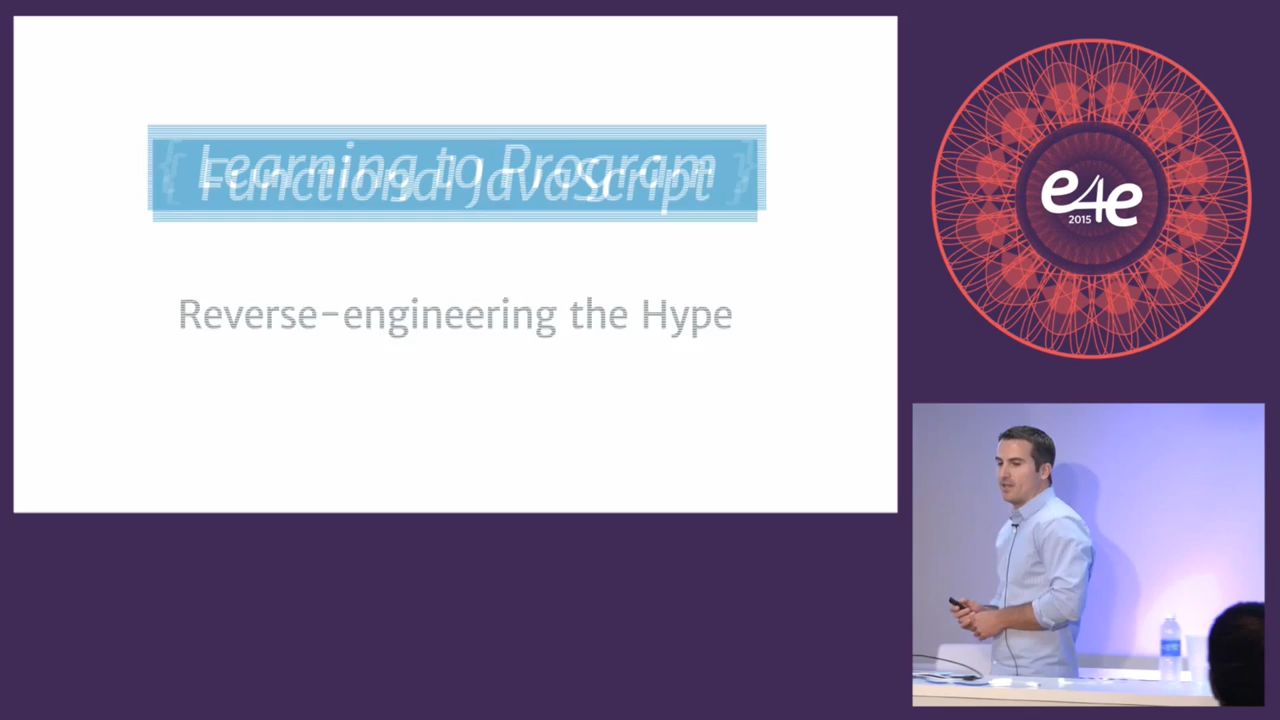 { Learning to Program }
Functional JavaScript
Reverse-engineering the Hype
e4e
2015